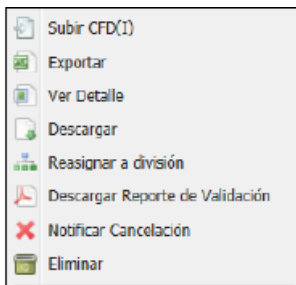 Subir CFD(I)
Exportar
Ver Detalle
Descargar
Reasignar a división
Descargar Reporte de Validación
Notificar Cancelación
Eliminar